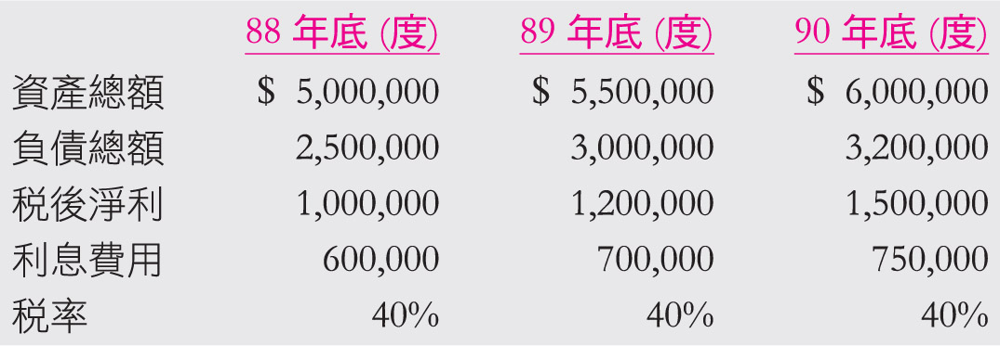 88 年底 (度) 89 年底 (度) 90 年底 (度)
資產總額 $ 5,000,000 $ 5,500,000 $ 6,000,000
負債總額 2,500,000 3,000,000 3,200,000
稅後淨利 1,000,000 1,200,000 1,500,000
利息費用 600,000 700,000 750,000
稅率 40% 40% 40%